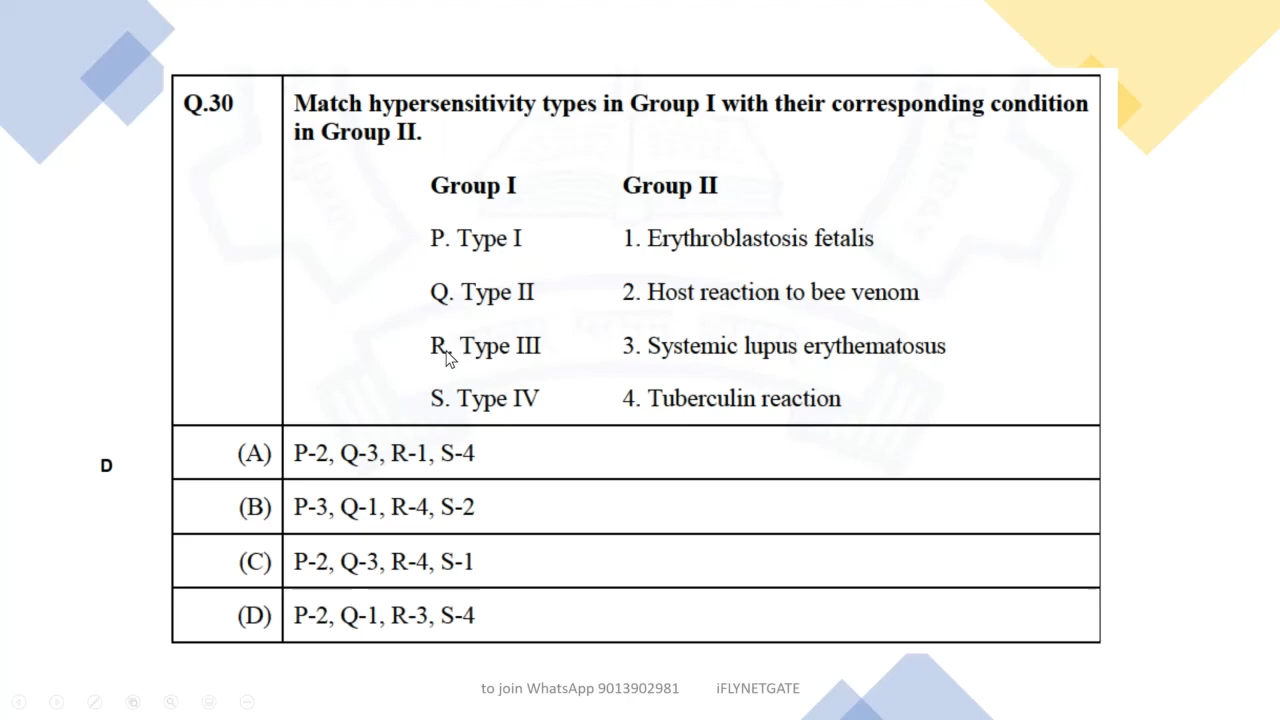 Q.30
Match hypersensitivity types in Group I with their corresponding condition
in Group II.
Group I Group II
P. Type I 1. Erythroblastosis fetalis
Q. Type II 2. Host reaction to bee venom
R. Type III 3. Systemic lupus erythematosus
S. Type IV 4. Tuberculin reaction
D
(A) P-2, Q-3, R-1, S-4
(B) P-3, Q-1, R-4, S-2
(C) P-2, Q-3, R-4, S-1
(D) P-2, Q-1, R-3, S-4
to join WhatsApp 9013902981 iFLYNETGATE